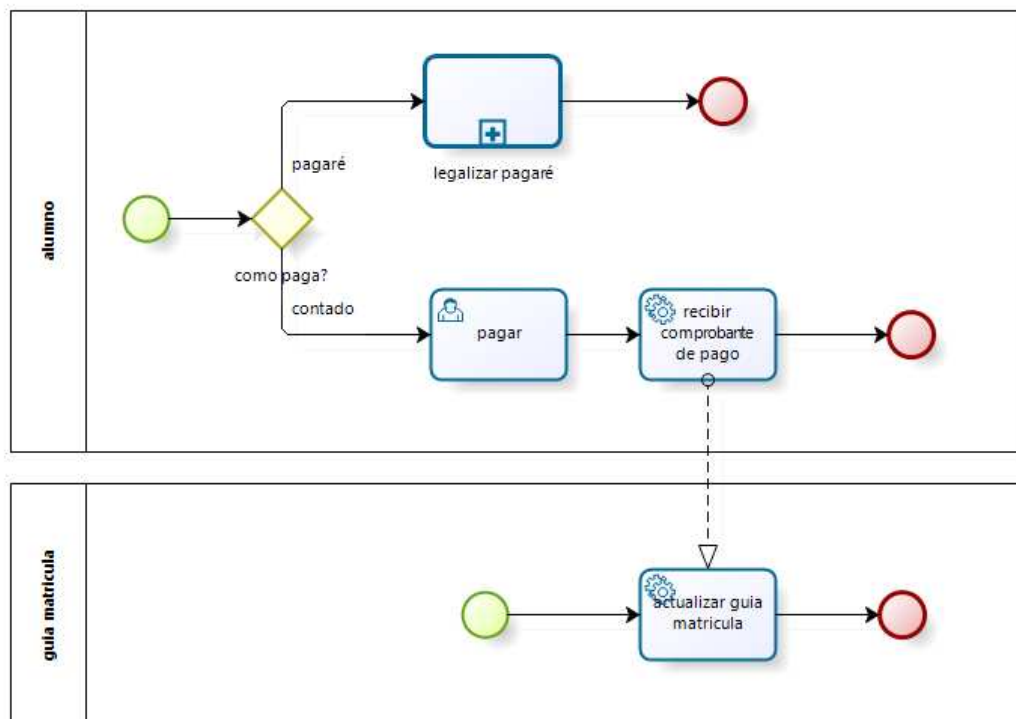 alumno
pagaré
legalizar pagaré
como paga?
contado
pagar
recibir
comprobante
de pago
guia matricula
actualizar guia
matricula